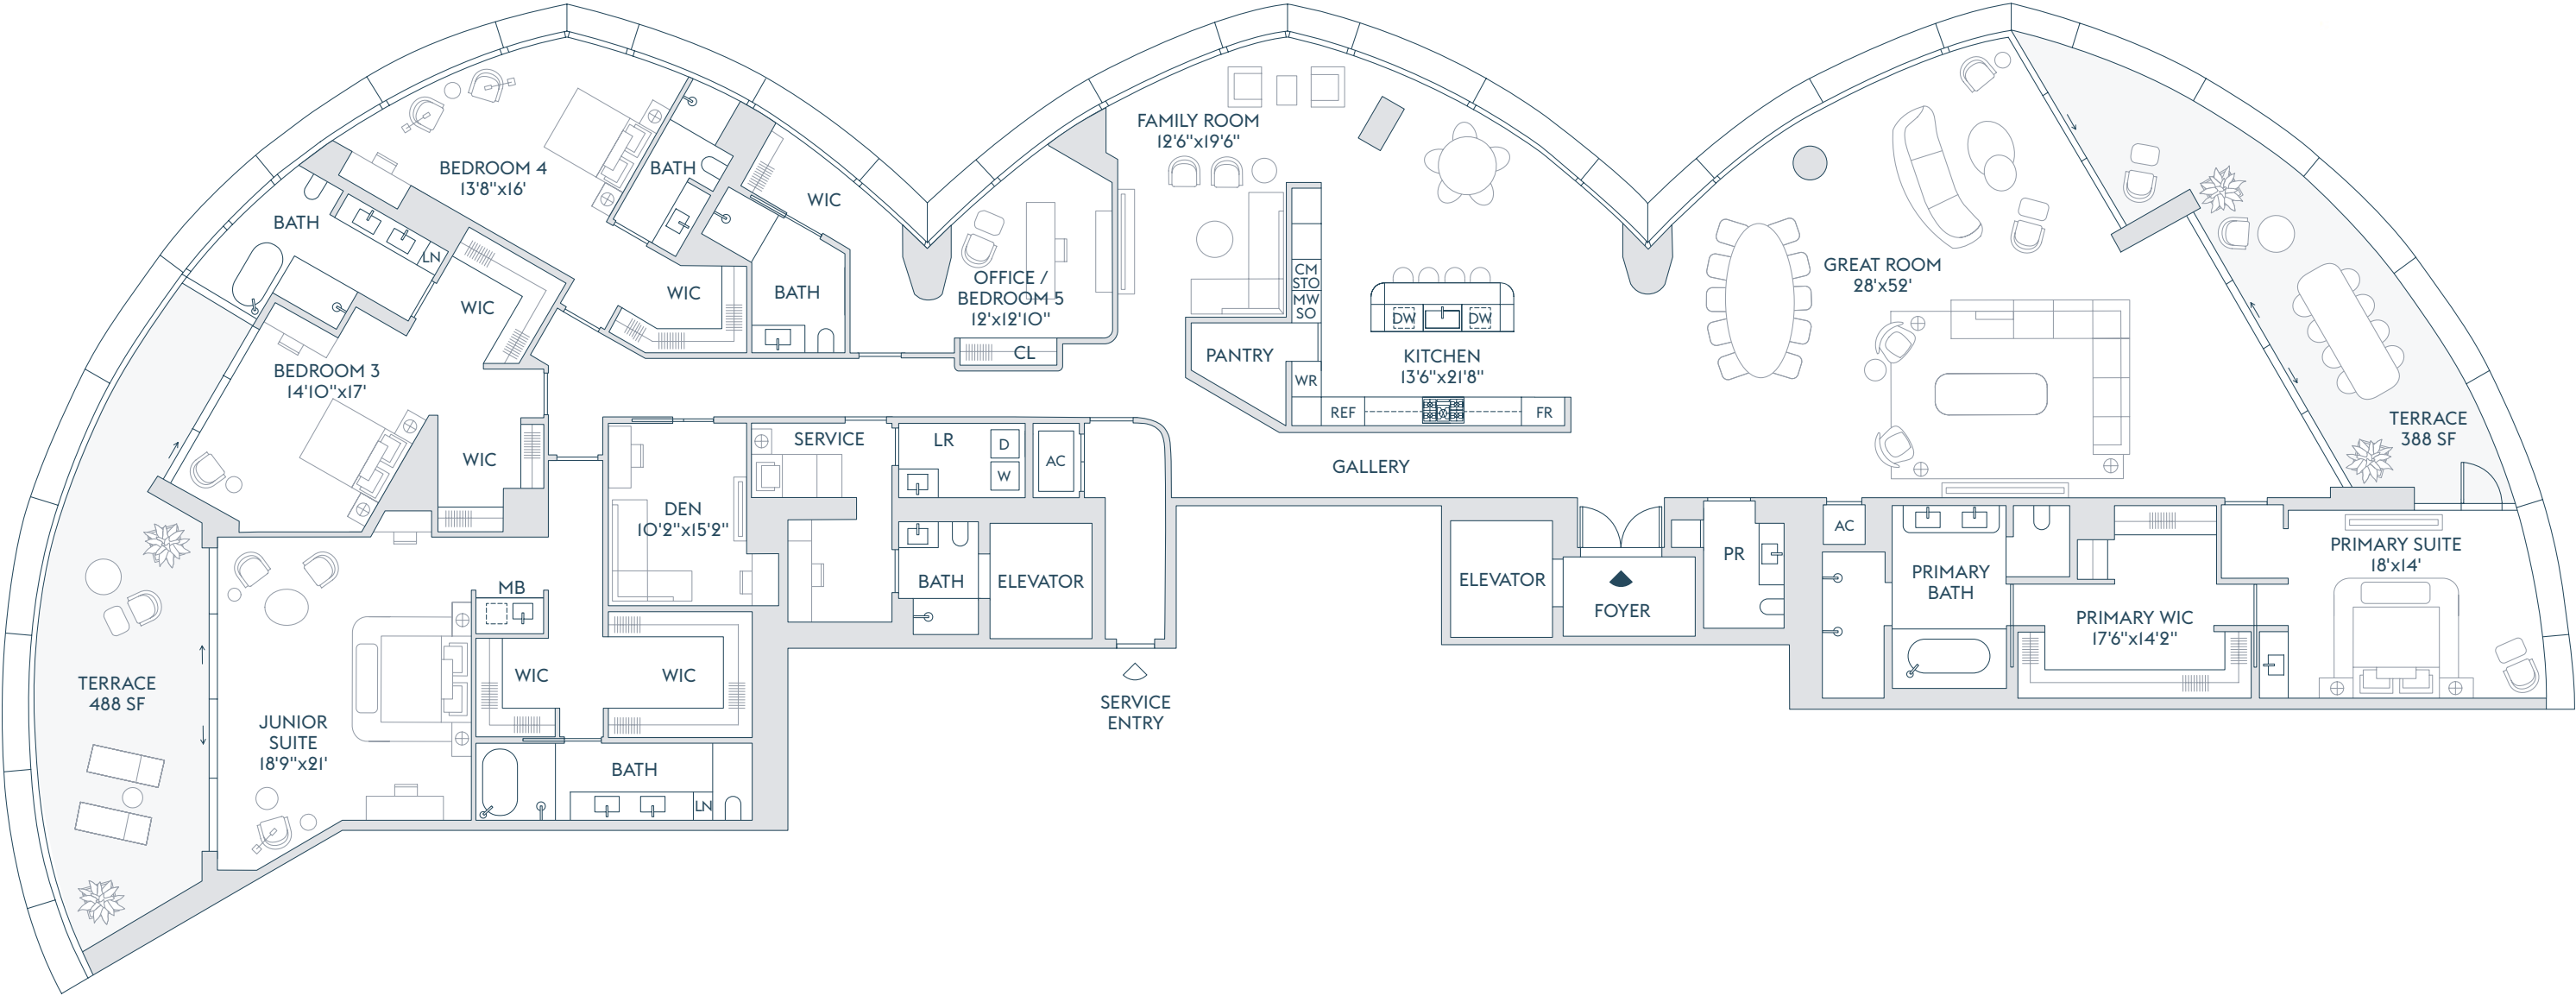 BEDROOM 4
13'8"x16'
BATH
WIC
FAMILY ROOM
12'6"x19'6"
BATH
LN
WIC
WIC
BATH
OFFICE /
BEDROOM 5
12'x12'10"
CL
CM
STO
MW
SO
DW
DW
GREAT ROOM
28'x52'
BEDROOM 3
14'10"x17'
PANTRY
WR
KITCHEN
13'6"x21'8"
REF
FR
TERRACE
388 SF
WIC
SERVICE
LR
D
W
AC
GALLERY
DEN
10'2"x15'2"
BATH
ELEVATOR
ELEVATOR
FOYER
PR
AC
PRIMARY
BATH
PRIMARY WIC
17'6"x14'2"
PRIMARY SUITE
18'x14'
MB
WIC
WIC
TERRACE
488 SF
JUNIOR
SUITE
18'9"x21'
BATH
LN
SERVICE
ENTRY